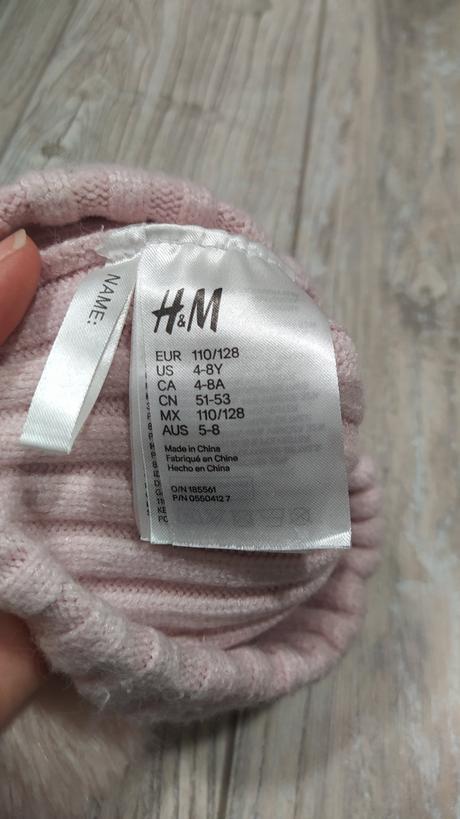 NAME:
H&M
EUR 110/128
US 4-8Y
CA 4-8A
CN 51-53
MX 110/128
AUS 5-8
Made in China
Fabriqué en Chine
Hecho en China
O/N 185561
P/N 0550412 7